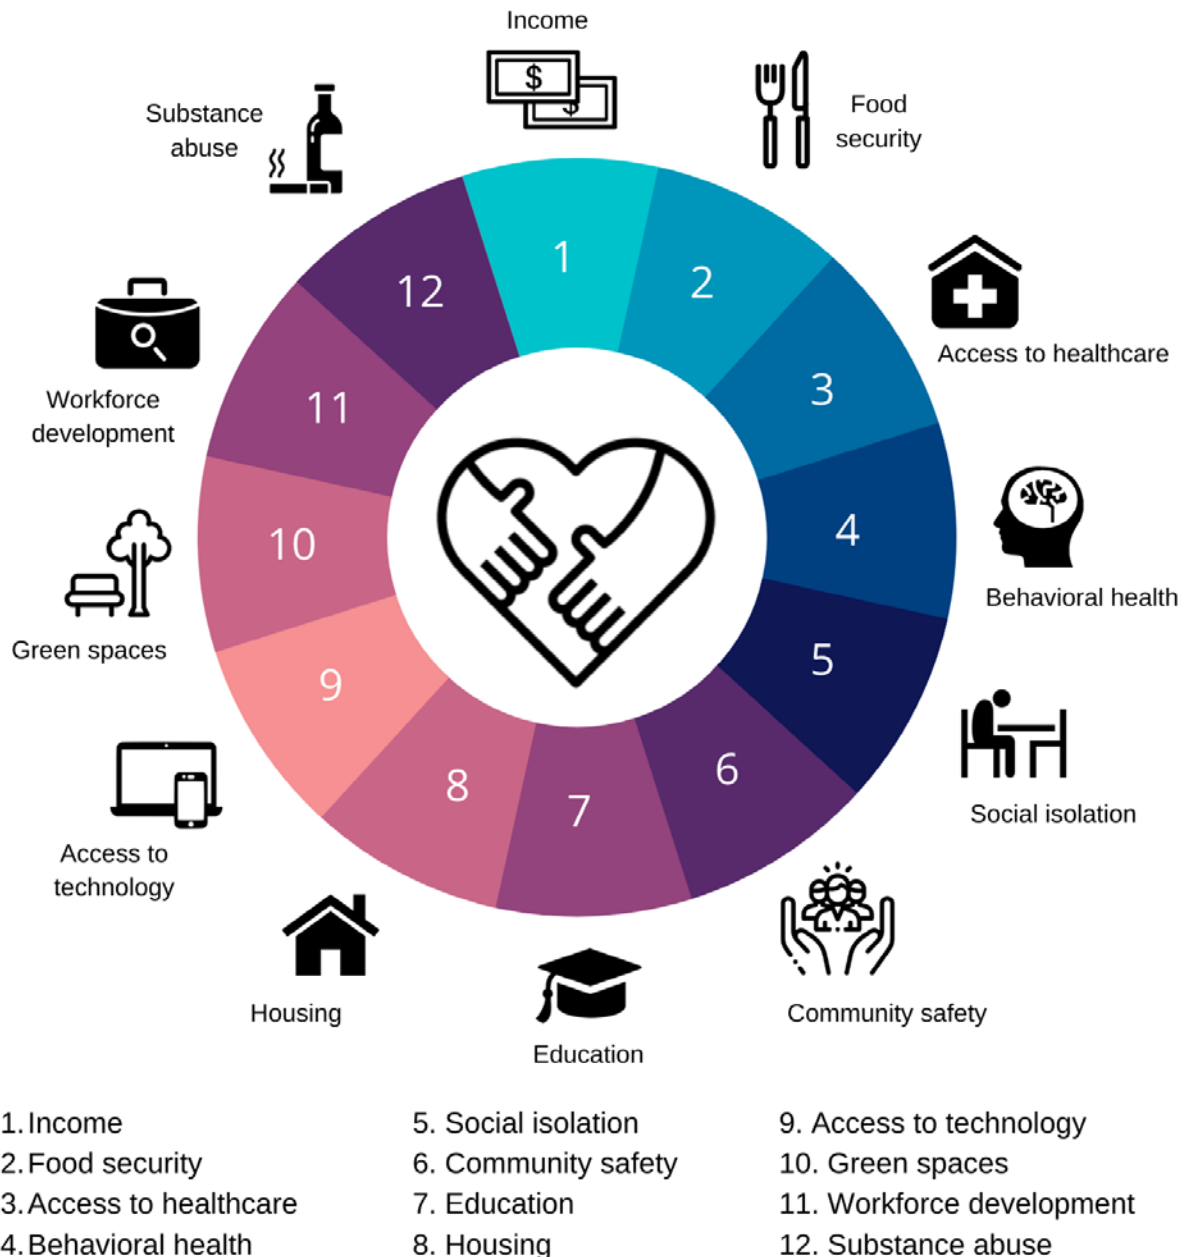 Income
$
$
Substance
abuse
Food
security
1
2
12
3
Access to healthcare
Workforce
development
11
4
10
Behavioral health
Green spaces
5
9
6
8
7
Social isolation
Access to
technology
Housing
Community safety
Education
1. Income
2. Food security
3. Access to healthcare
4. Behavioral health
5. Social isolation
6. Community safety
7. Education
8. Housing
9. Access to technology
10. Green spaces
11. Workforce development
12. Substance abuse